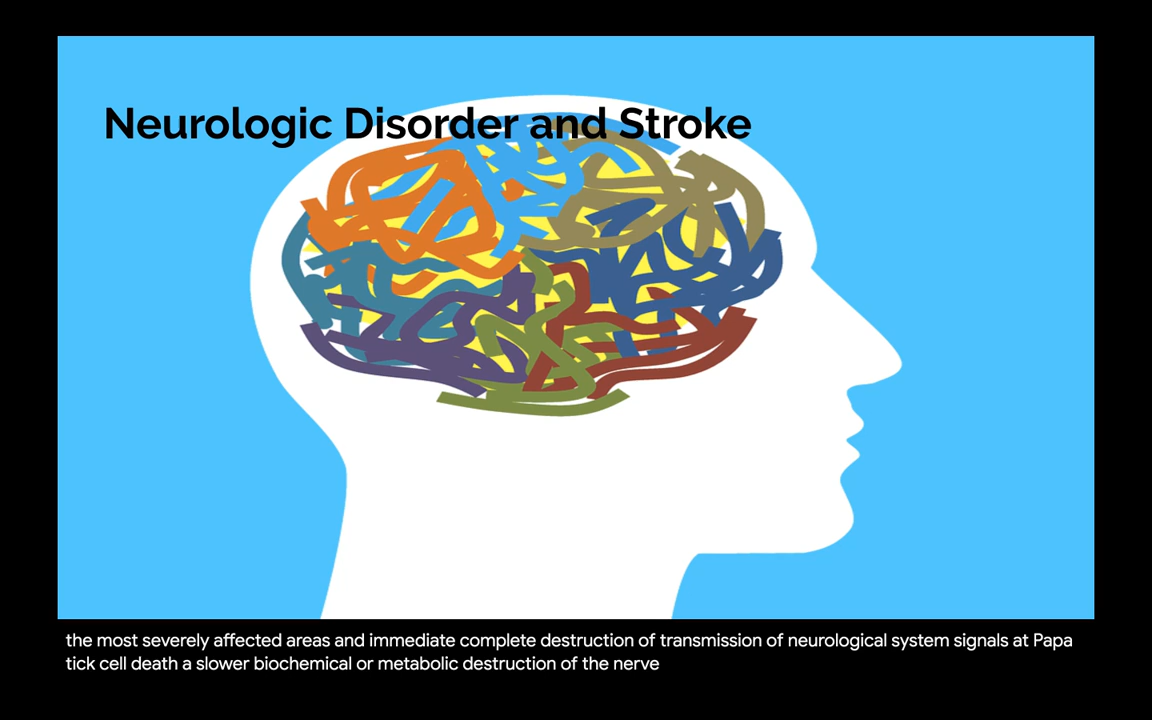 Neurologic Disorder and Stroke
the most severely affected areas and immediate complete destruction of transmission of neurological system signals at Papa
tick cell death a slower biochemical or metabolic destruction of the nerve